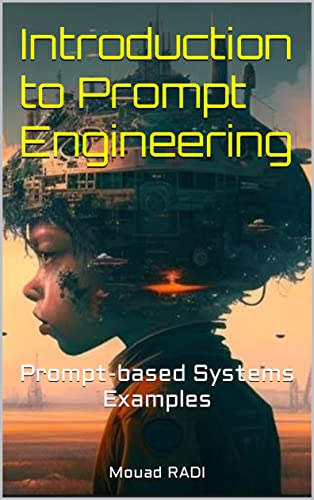 Introduction
to Prompt
Engineering
Prompt-based Systems
Examples
Mouad RADI